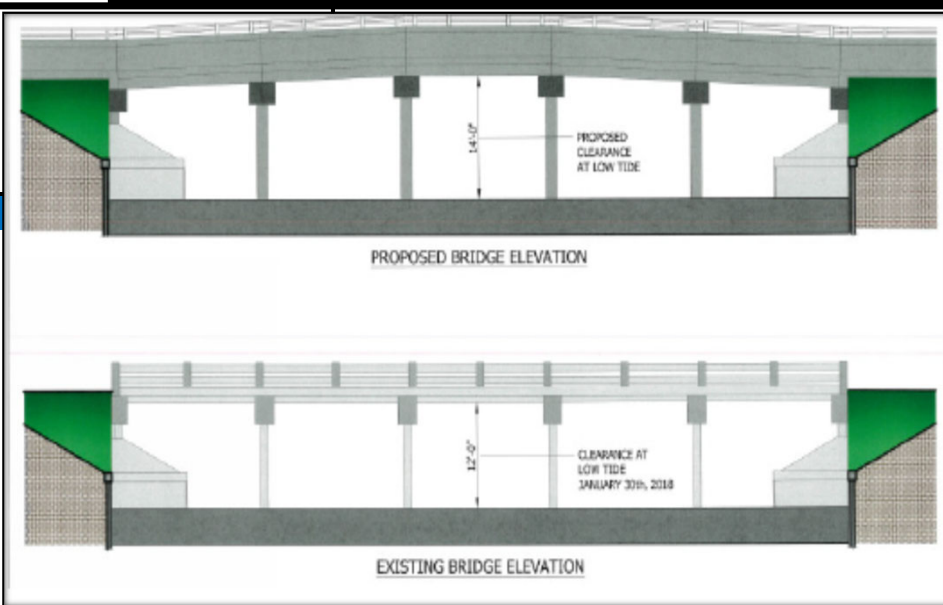 14'-0"
PROPOSED
CLEARANCE
AT LOW TIDE
PROPOSED BRIDGE ELEVATION
12'-0"
CLEARANCE AT
LOW TIDE
JANUARY 30th, 2018
EXISTING BRIDGE ELEVATION